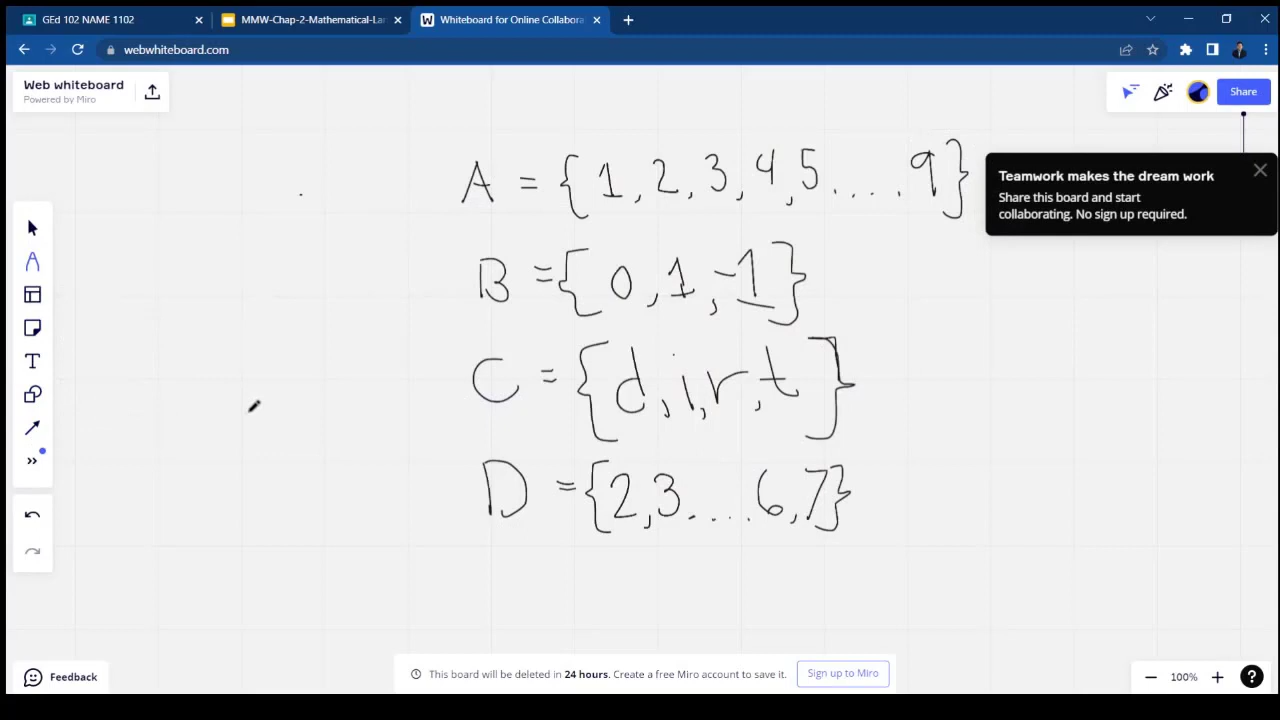 GEd 102 NAME 1102
MMW-Chap-2-Mathematical-Lar
Whiteboard for Online Collabora
webwhiteboard.com
Web whiteboard
Powered by Miro
Share
Teamwork makes the dream work
Share this board and start
collaborating. No sign up required.
A = {1, 2, 3, 4, 5 . . . . 9}
B = {0, 1, -1}
C = {d, i, r, t}
D = {2, 3 . . . . 6, 7}
Feedback
This board will be deleted in 24 hours. Create a free Miro account to save it.
Sign up to Miro
100%